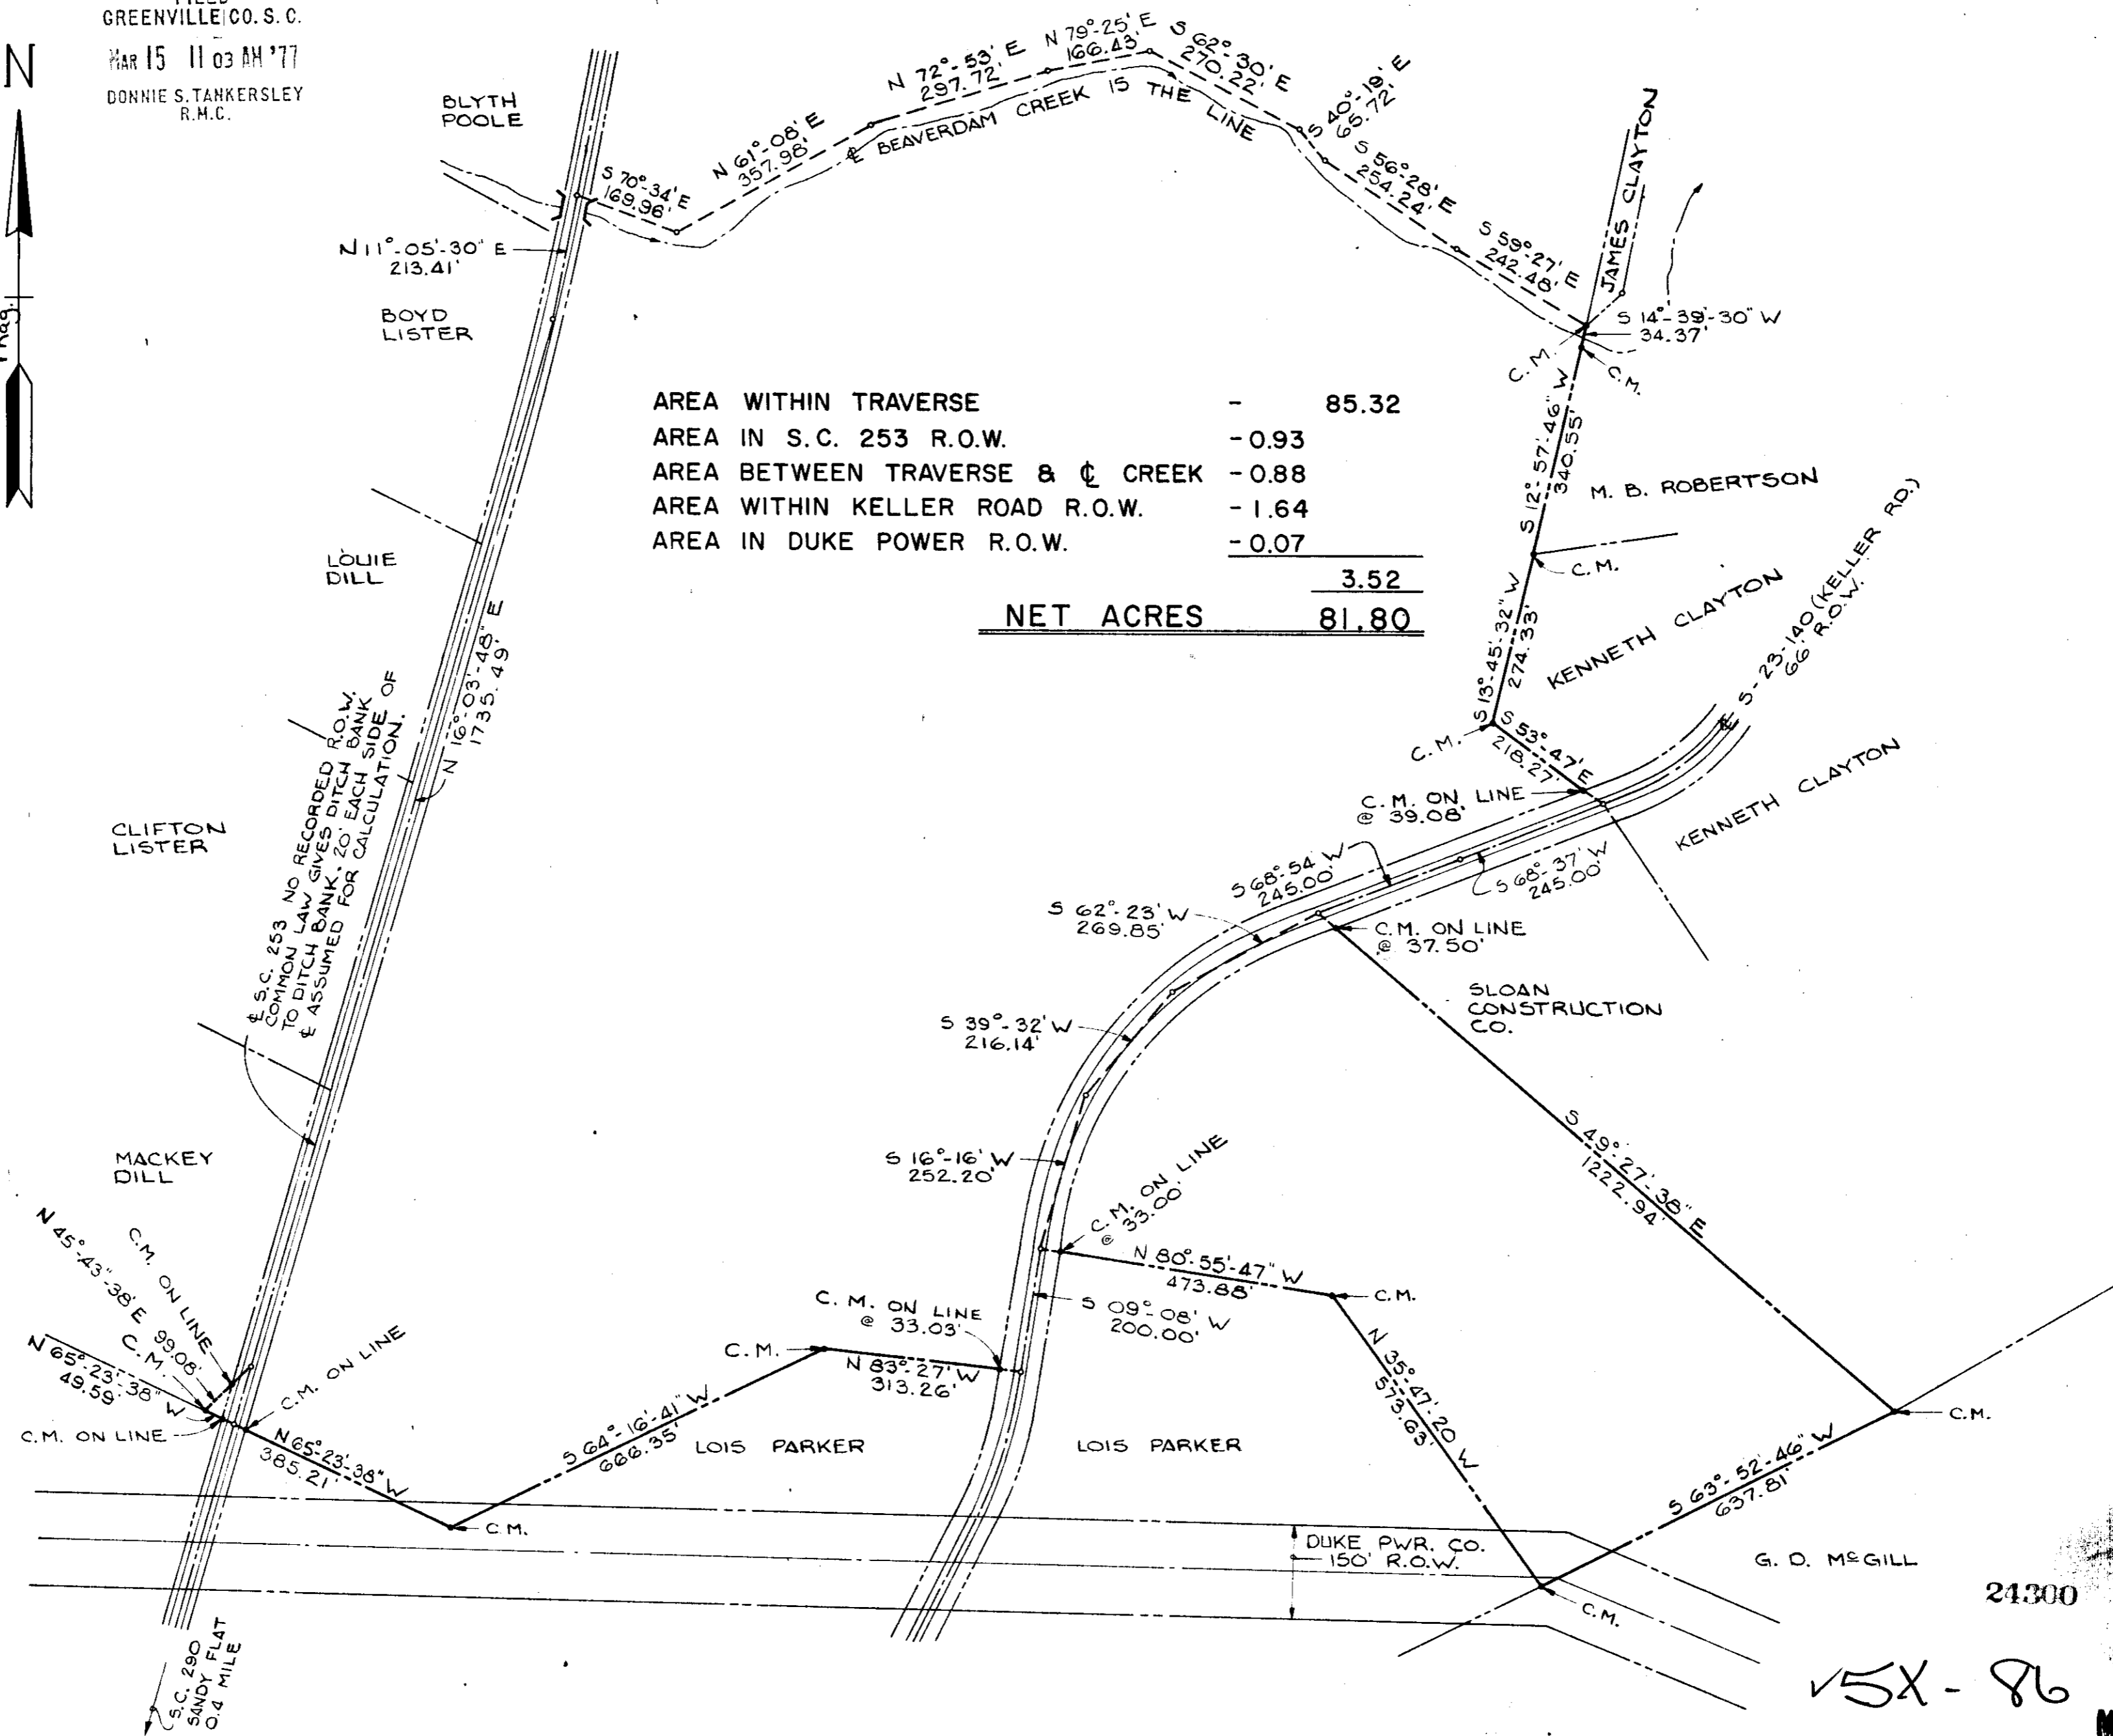 GREENVILLE CO. S. C.
MAR 15 11 03 AM '77
DONNIE S. TANKERSLEY
R.M.C.
N
Mag.
BLYTH
POOLE
N 11°-05'-30" E
213.41'
BOYD
LISTER
S 70°-34' E
169.96'
N 61°-08' E
357.98'
N 72°-53' E
297.72'
N 79°-25' E
166.43'
S 62°-30' E
270.22'
S 40°-19' E
65.72'
S 56°-28' E
254.24'
S 59°-27' E
242.48'
℄ BEAVERDAM CREEK IS THE LINE
JAMES CLAYTON
S 14°-39'-30" W
34.37'
C.M.
C.M.
S 12°-57'-46" W
340.55'
M. B. ROBERTSON
C.M.
AREA WITHIN TRAVERSE - 85.32
AREA IN S.C. 253 R.O.W. -0.93
AREA BETWEEN TRAVERSE & ℄ CREEK -0.88
AREA WITHIN KELLER ROAD R.O.W. -1.64
AREA IN DUKE POWER R.O.W. -0.07
3.52
NET ACRES 81.80
LOUIE
DILL
N 16°-03'-48" E
1735.49'
℄ S.C. 253 NO RECORDED R.O.W.
COMMON LAW GIVES DITCH BANK
TO DITCH BANK. 20' EACH SIDE OF
℄ ASSUMED FOR CALCULATION.
CLIFTON
LISTER
MACKEY
DILL
S 13°-45'-32" W
274.33'
KENNETH CLAYTON
℄ S-23-140 (KELLER RD.)
66' R.O.W.
C.M.
S 53°-47' E
218.27'
C.M. ON LINE
@ 39.08'
KENNETH CLAYTON
S 68°-54' W
245.00'
S 68°-37' W
245.00'
S 62°-23' W
269.85'
C.M. ON LINE
@ 37.50'
SLOAN
CONSTRUCTION
CO.
S 39°-32' W
216.14'
S 16°-16' W
252.20'
C.M. ON LINE
@ 33.00'
S 49°-27'-38" E
1222.94'
N 80°-55'-47" W
473.88'
C.M.
S 09°-08' W
200.00'
C.M. ON LINE
@ 33.03'
C.M.
N 83°-27' W
313.26'
N 45°-43"-38' E 99.08'
C.M. ON LINE
C.M.
N 65°-23'-38" W
49.59'
C.M. ON LINE
C.M. ON LINE
N 65°-23'-38" W
385.21'
S 64°-16'-41" W
666.35'
C.M.
LOIS PARKER
LOIS PARKER
N 35°-47'-20 W
573.63'
C.M.
S 63°-52'-46" W
637.81'
DUKE PWR. CO.
150' R.O.W.
C.M.
G. D. McGILL
24300
S.C. 290
SANDY FLAT
0.4 MILE
✓5X - 86